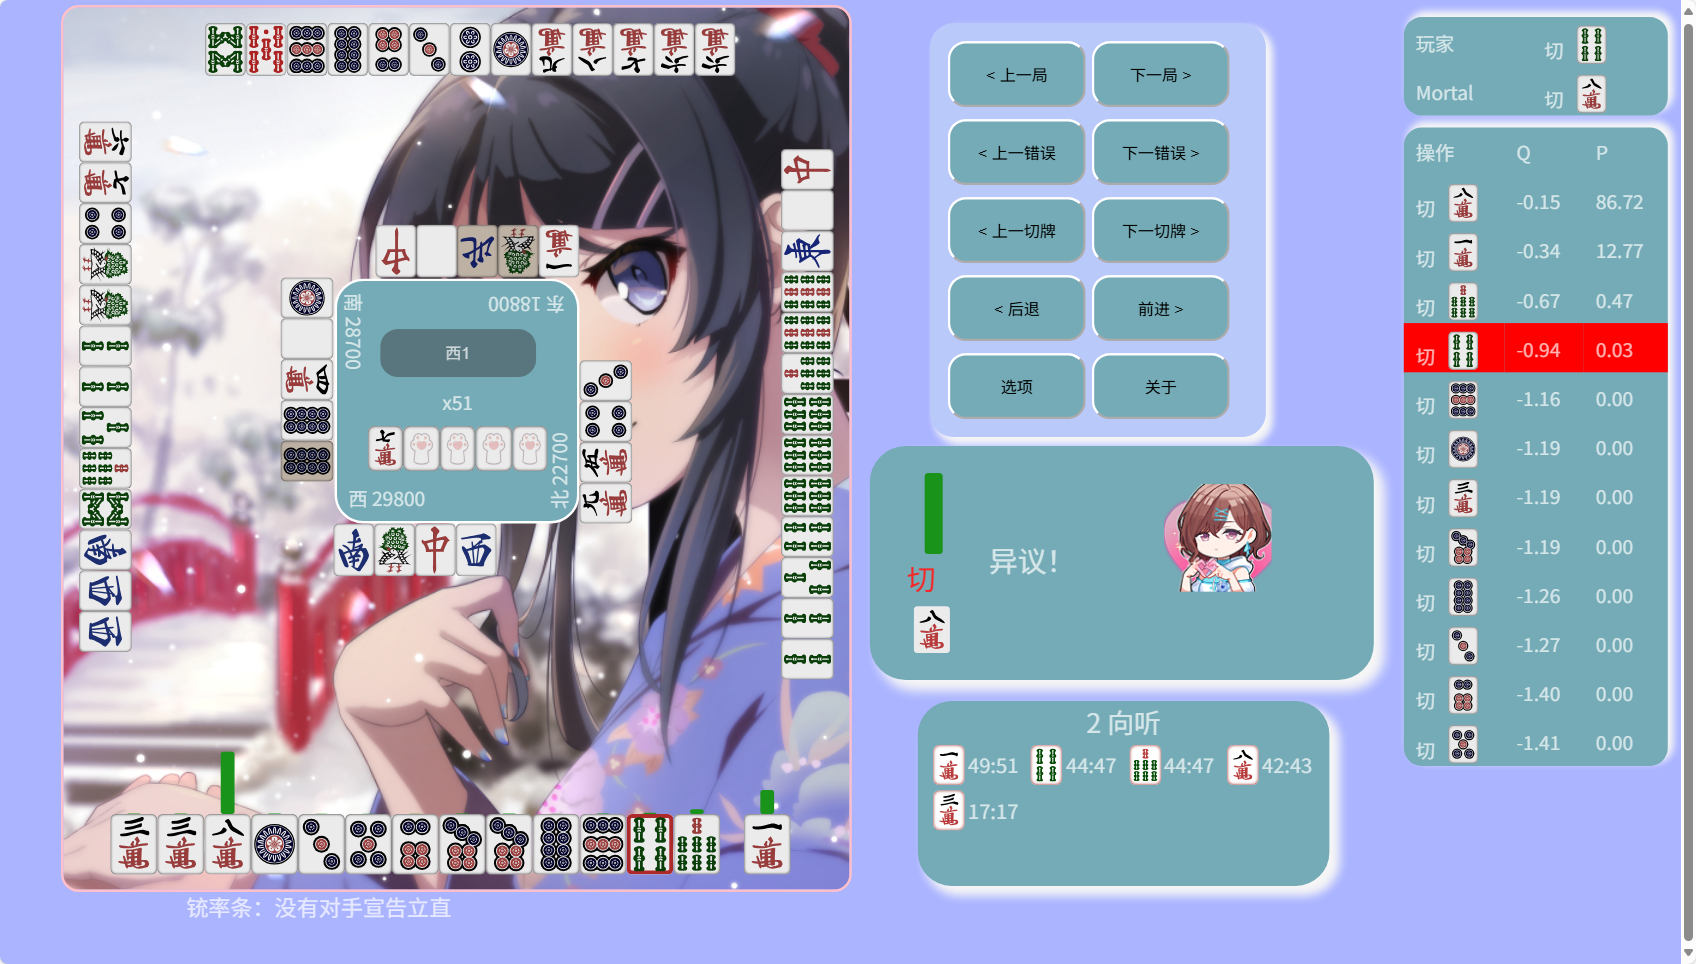 南 28700
东 18800
西1
x51
西 29800
北 22700
铳率条：没有对手宣告立直
< 上一局
下一局 >
< 上一错误
下一错误 >
< 上一切牌
下一切牌 >
< 后退
前进 >
选项
关于
切
异议！
2 向听
49:51
44:47
44:47
42:43
17:17
玩家 切
Mortal 切
操作 Q P
切 -0.15 86.72
切 -0.34 12.77
切 -0.67 0.47
切 -0.94 0.03
切 -1.16 0.00
切 -1.19 0.00
切 -1.19 0.00
切 -1.19 0.00
切 -1.26 0.00
切 -1.27 0.00
切 -1.40 0.00
切 -1.41 0.00